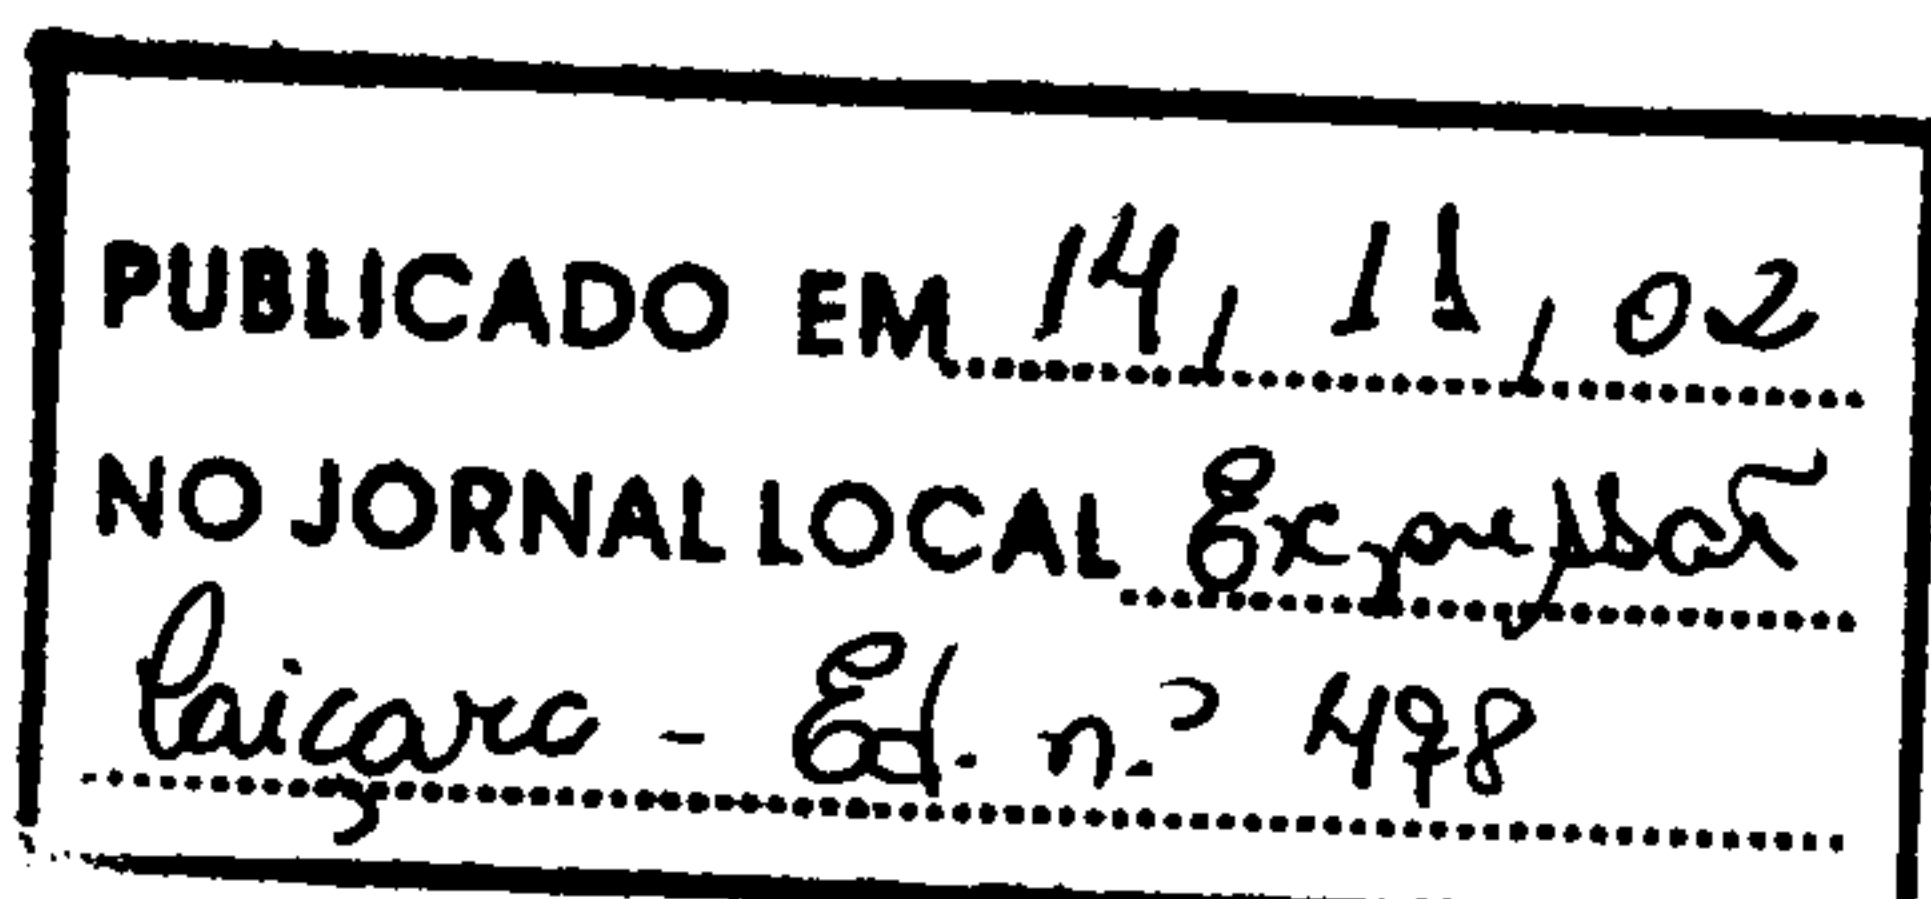 PUBLICADO EM 14, 11, 02
NO JORNAL LOCAL Expressão
Caiçara - Ed. n.º 478